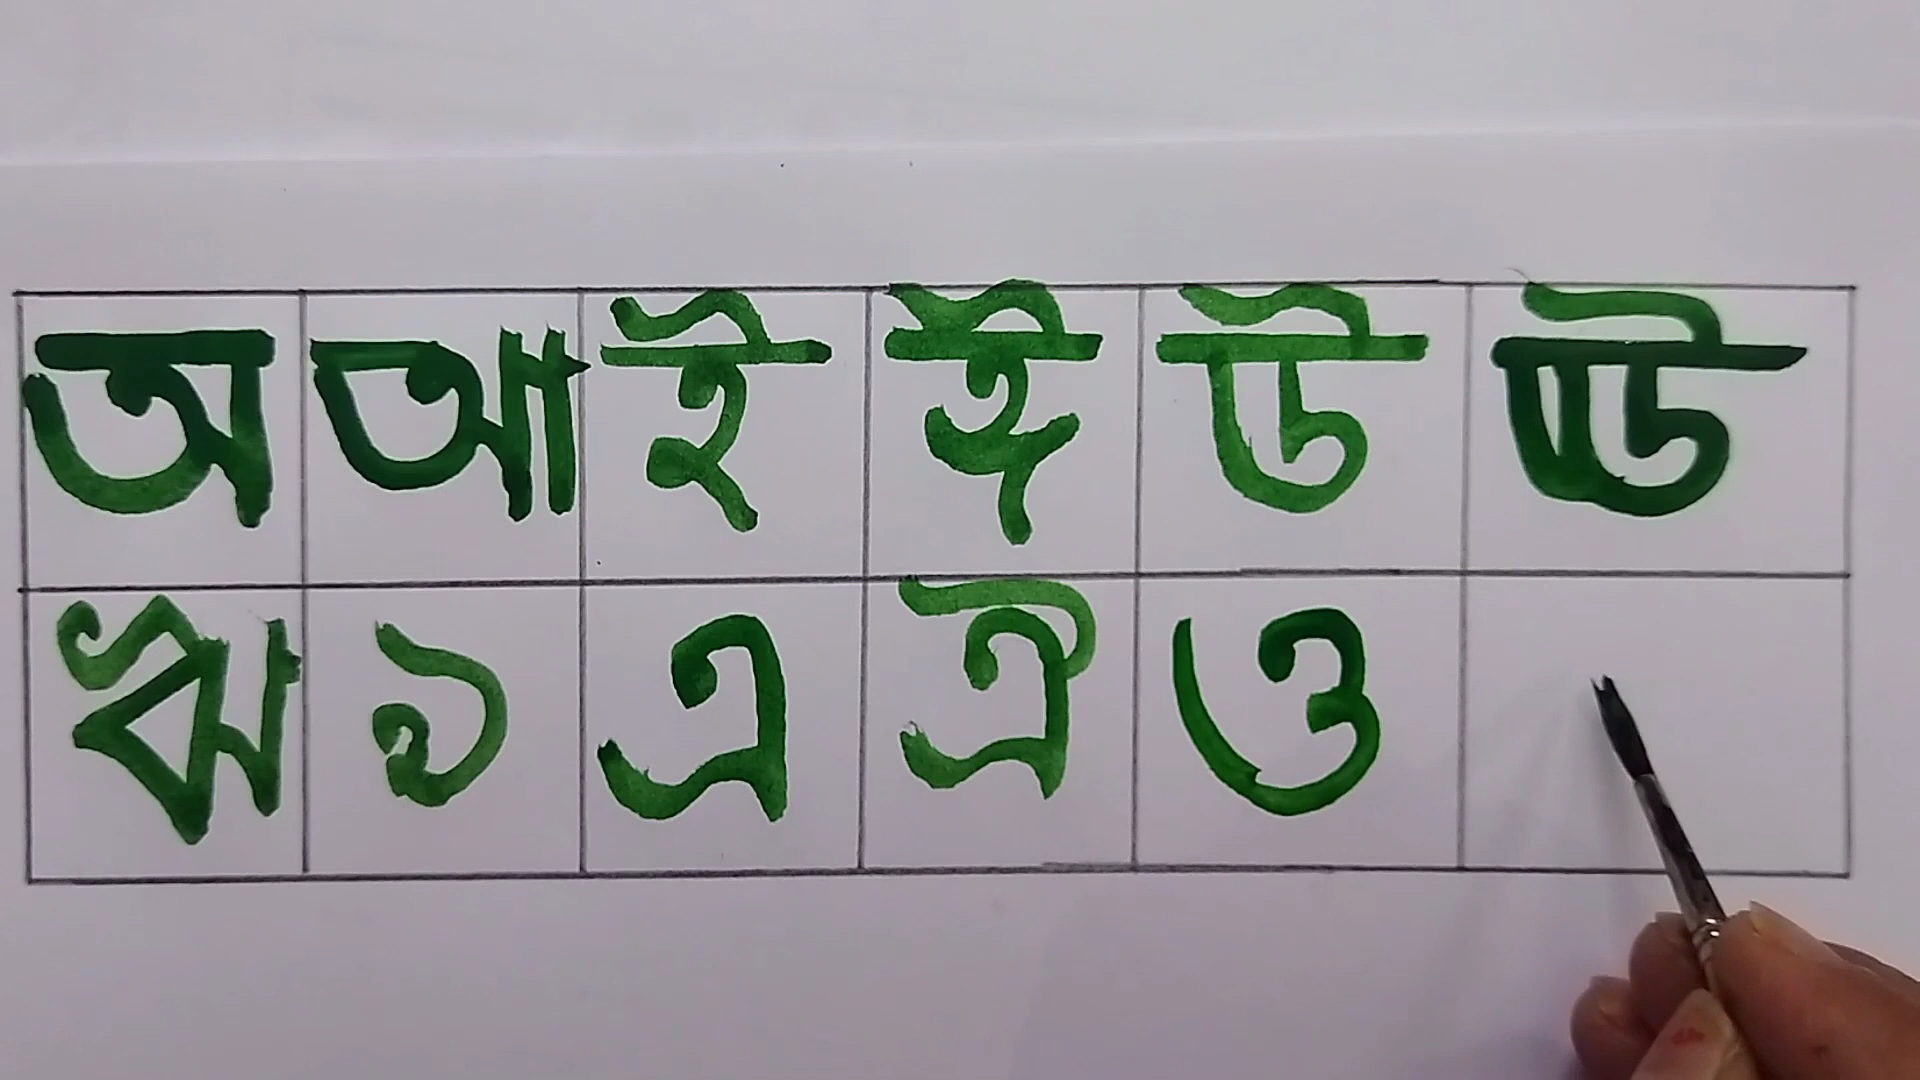 অ আ ই ঈ উ ঊ
ঋ ঌ এ ঐ ও